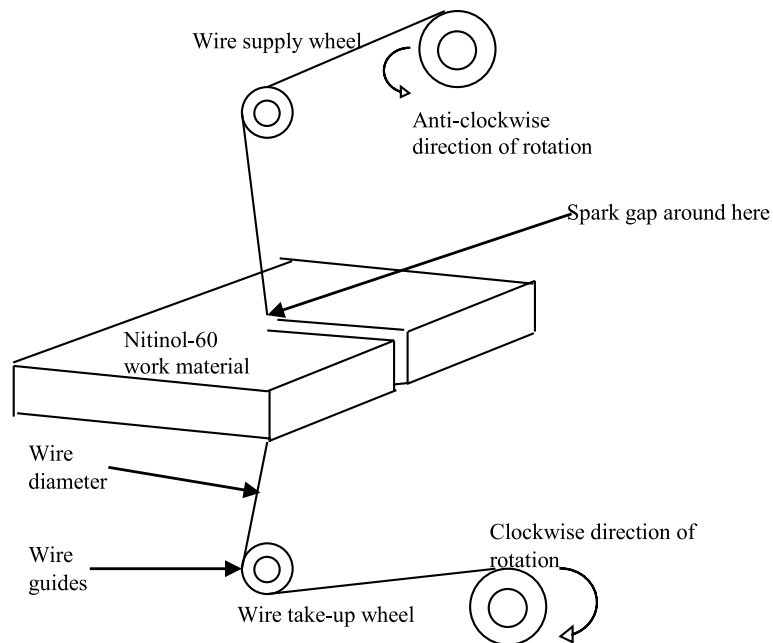 Wire supply wheel
Anti-clockwise
direction of rotation
Spark gap around here
Nitinol-60
work material
Wire
diameter
Clockwise direction of
rotation
Wire
guides
Wire take-up wheel